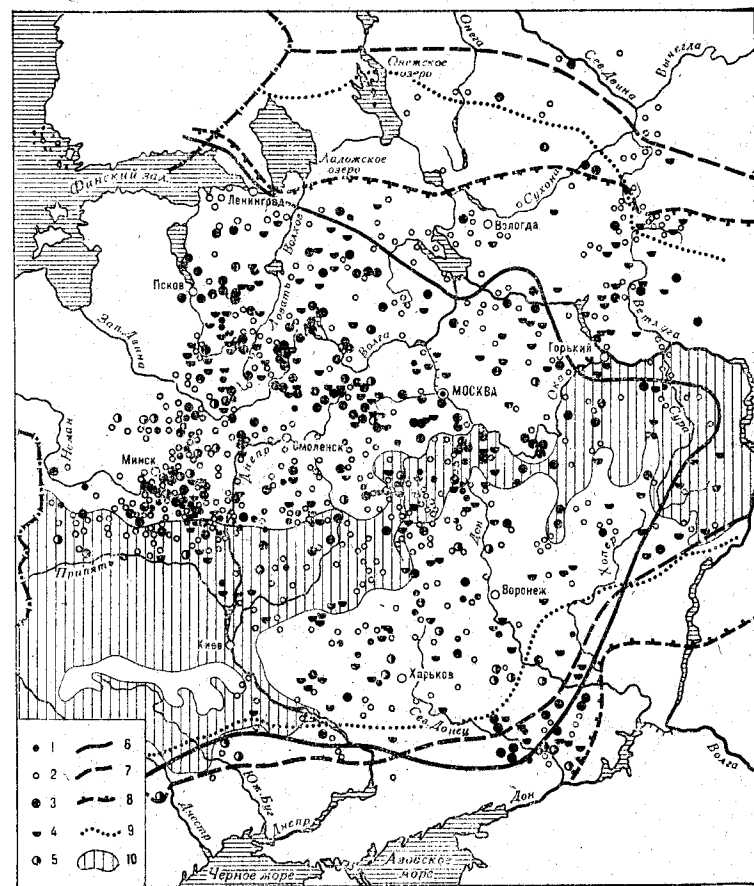 Онега
Сев. Двина
Вычегда
Онежское
озеро
Ладожское
озеро
Финский зал.
Ленинград
Волхов
Сухона
Вологда
Псков
Ловать
Зап. Двина
Волга
Ветлуга
Горький
Ока
МОСКВА
Сура
Неман
Минск
Днепр
Смоленск
Дон
Хопер
Припять
Воронеж
Киев
Харьков
Сев. Донец
Волга
Юж. Буг
Днепр
Дон
Днестр
Черное море
Азовское
море
1 6
2 7
3 8
4 9
5 10